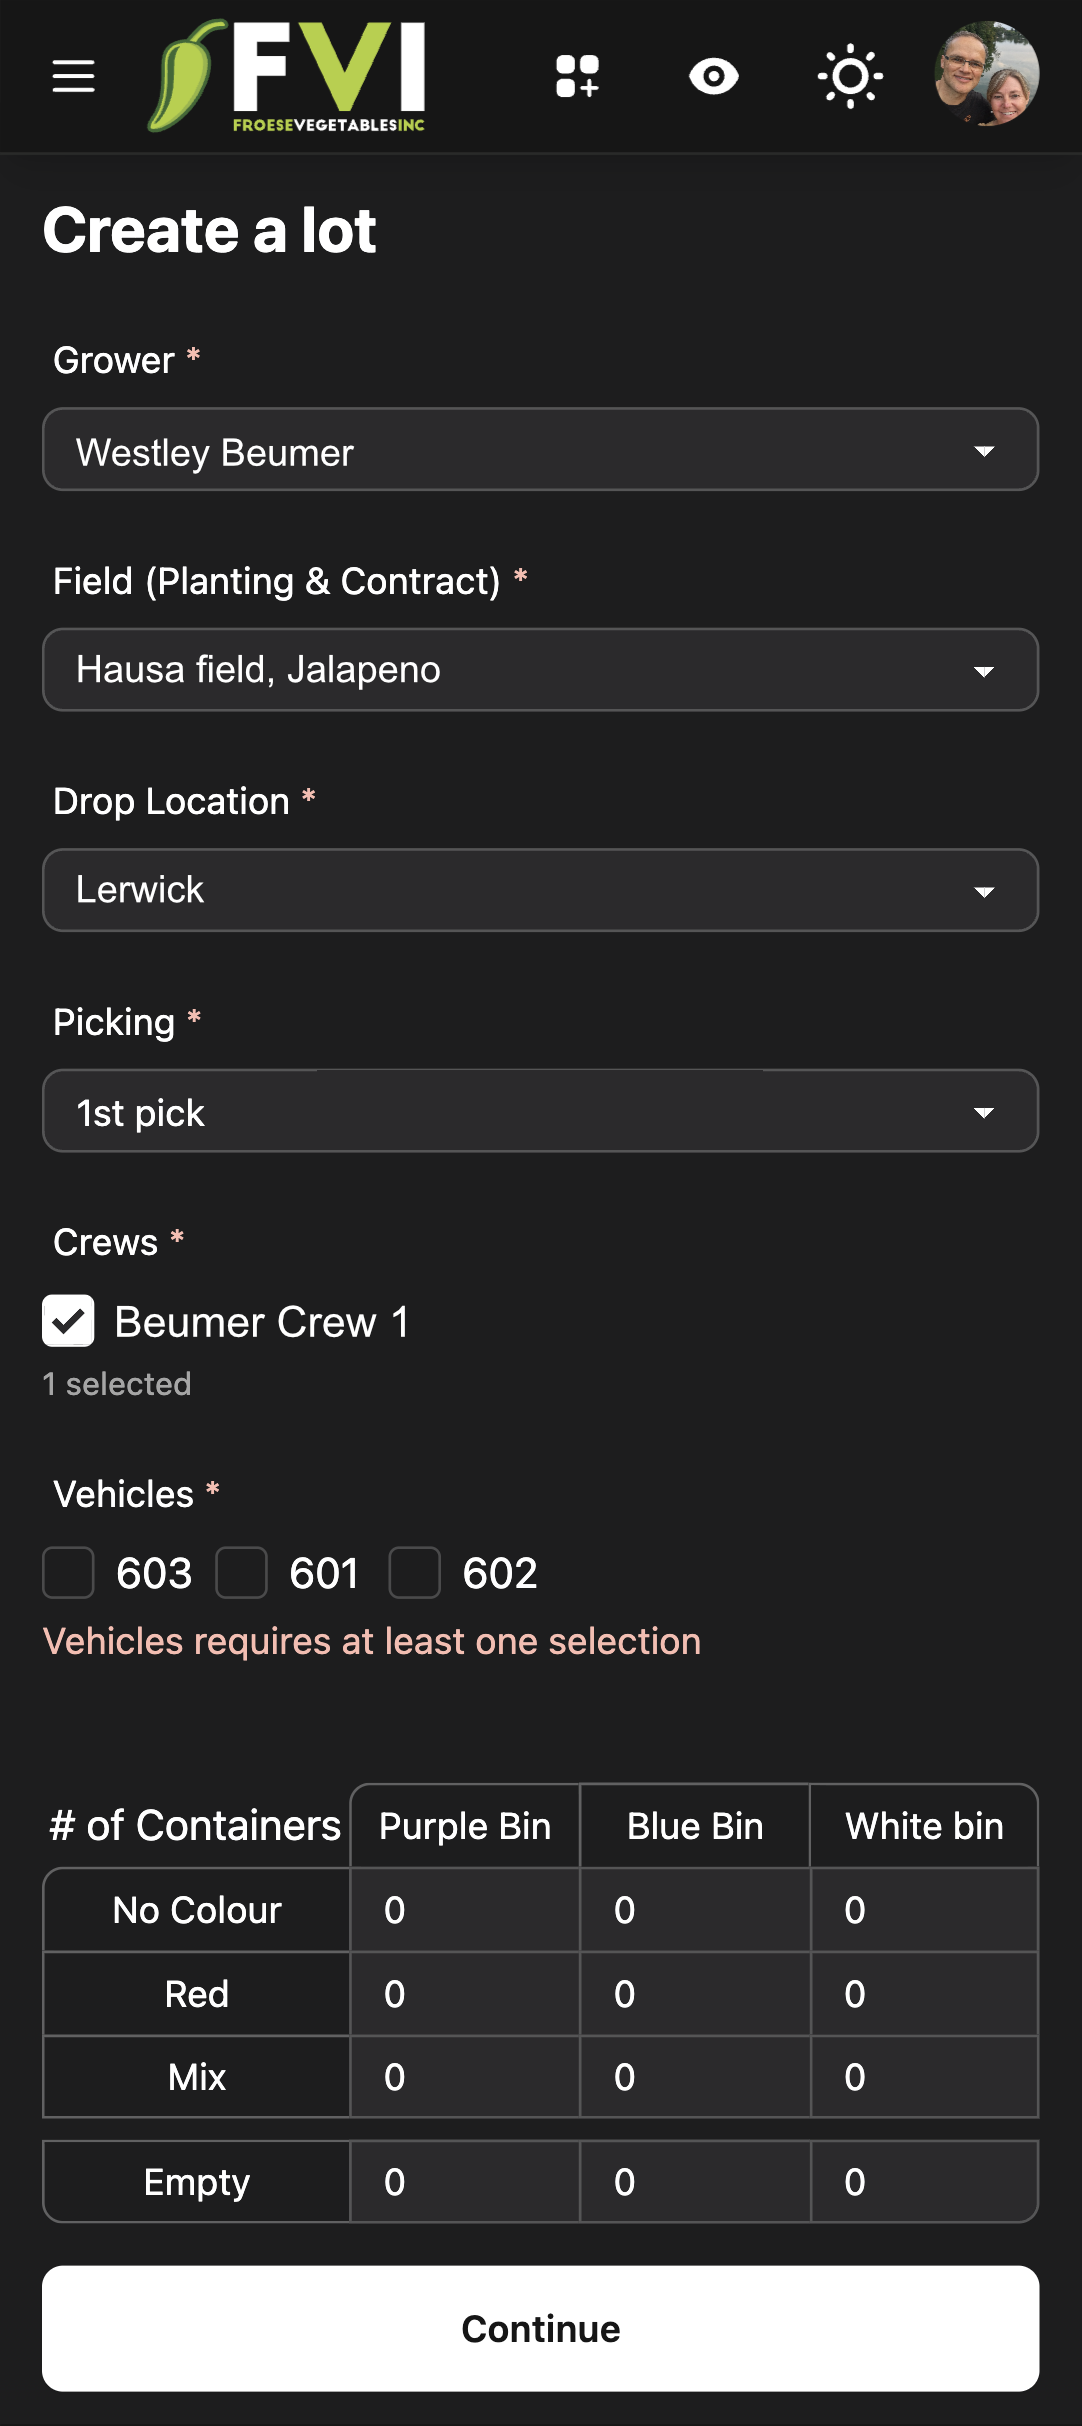 FVI
FROESEVEGETABLESINC
Create a lot
Grower *
Westley Beumer
Field (Planting & Contract) *
Hausa field, Jalapeno
Drop Location *
Lerwick
Picking *
1st pick
Crews *
Beumer Crew 1
1 selected
Vehicles *
603 601 602
Vehicles requires at least one selection
# of Containers Purple Bin Blue Bin White bin
No Colour 0 0 0
Red 0 0 0
Mix 0 0 0
Empty 0 0 0
Continue